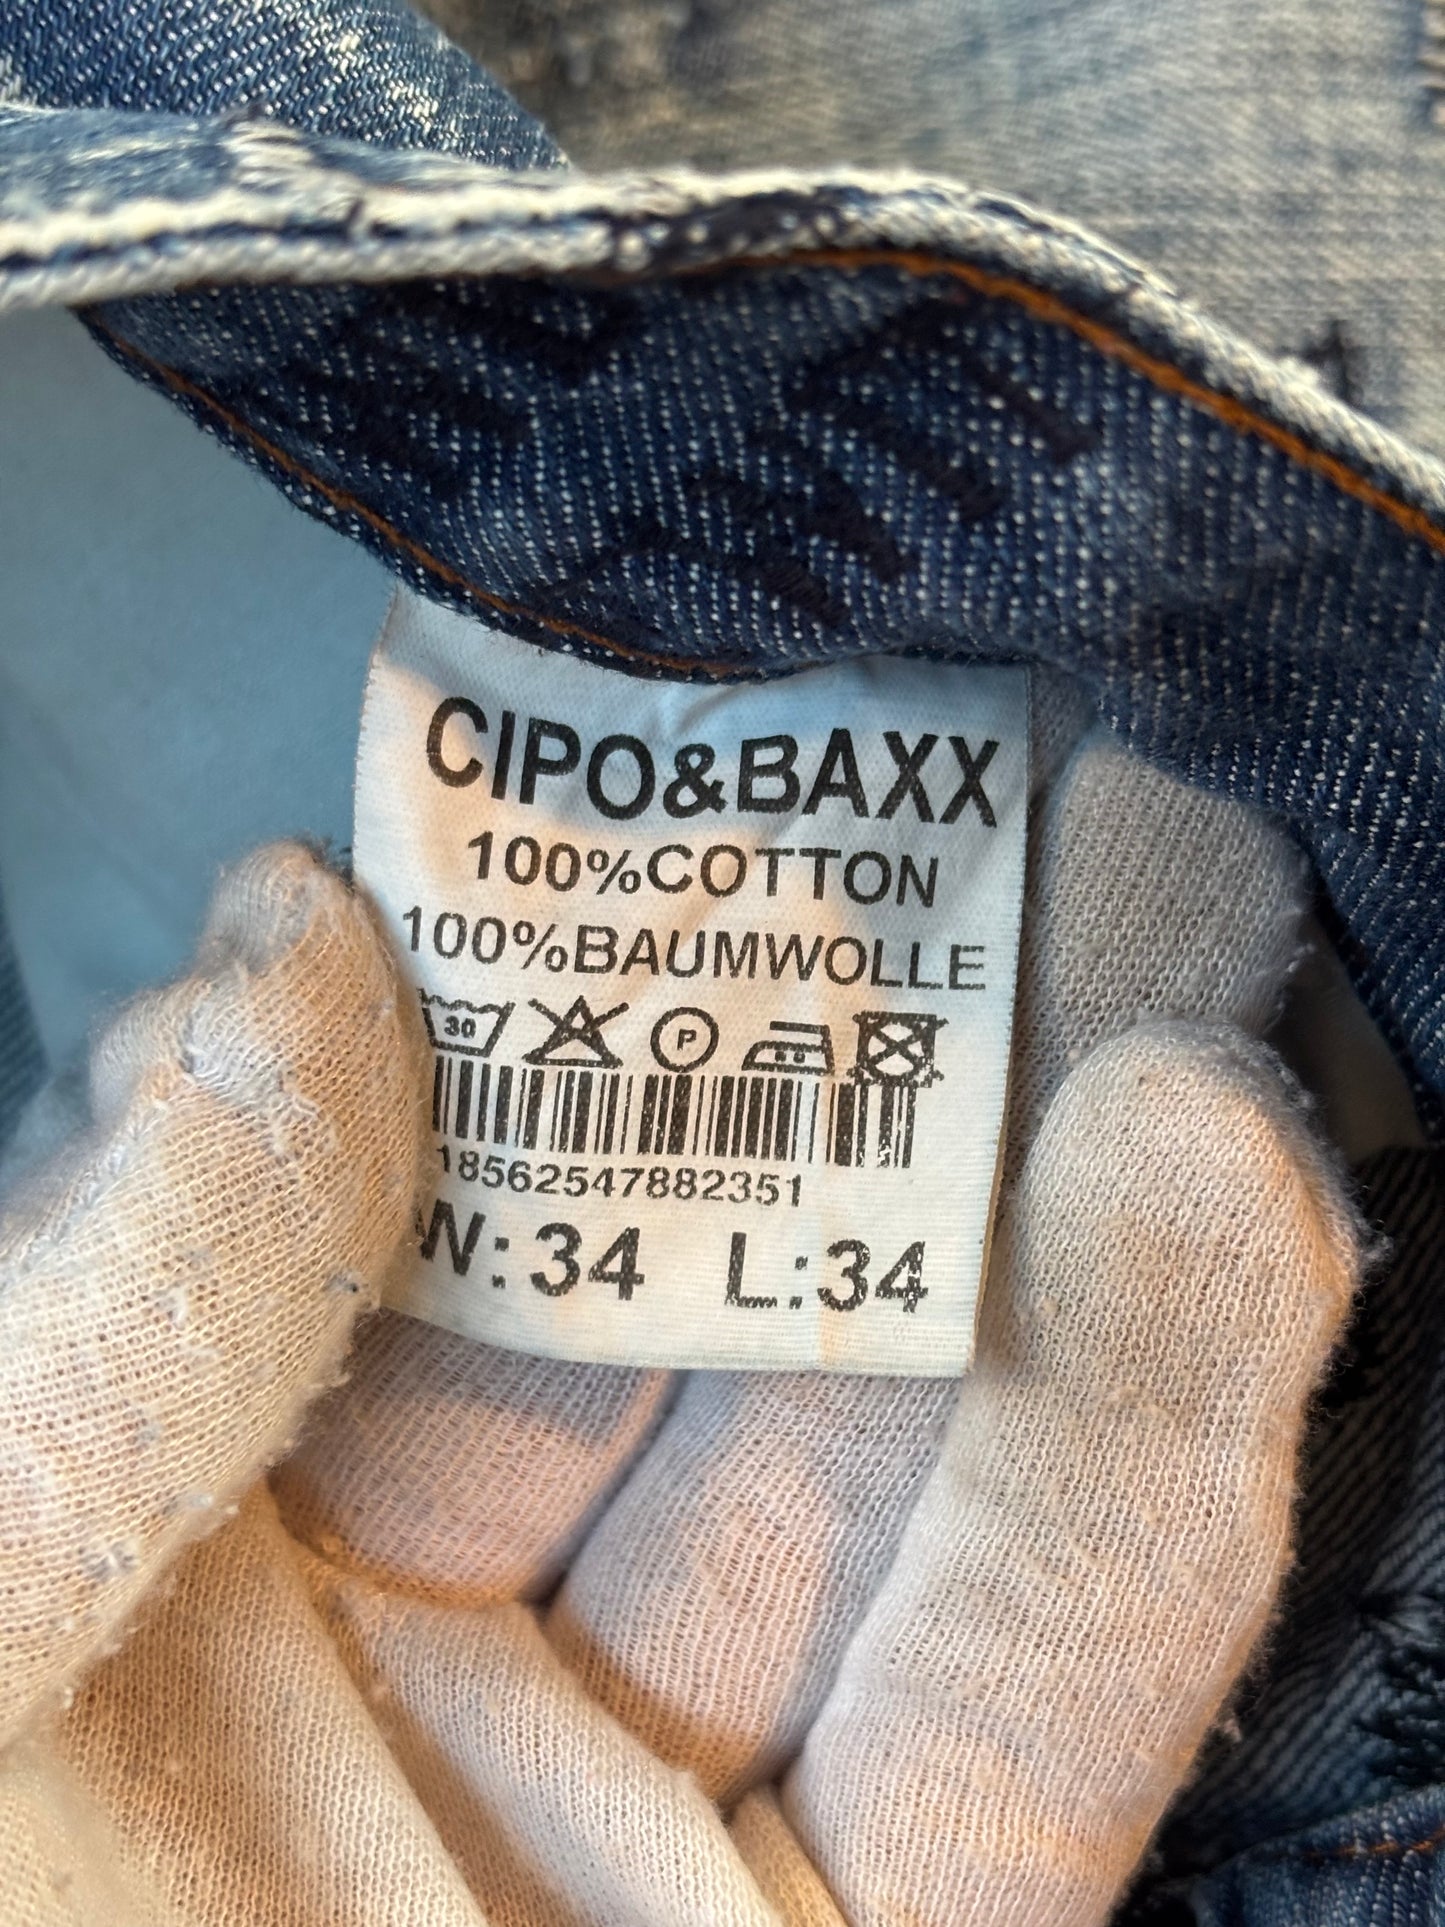 CIPO&BAXX
100%COTTON
100%BAUMWOLLE
30 P
18562547882351
W: 34 L: 34